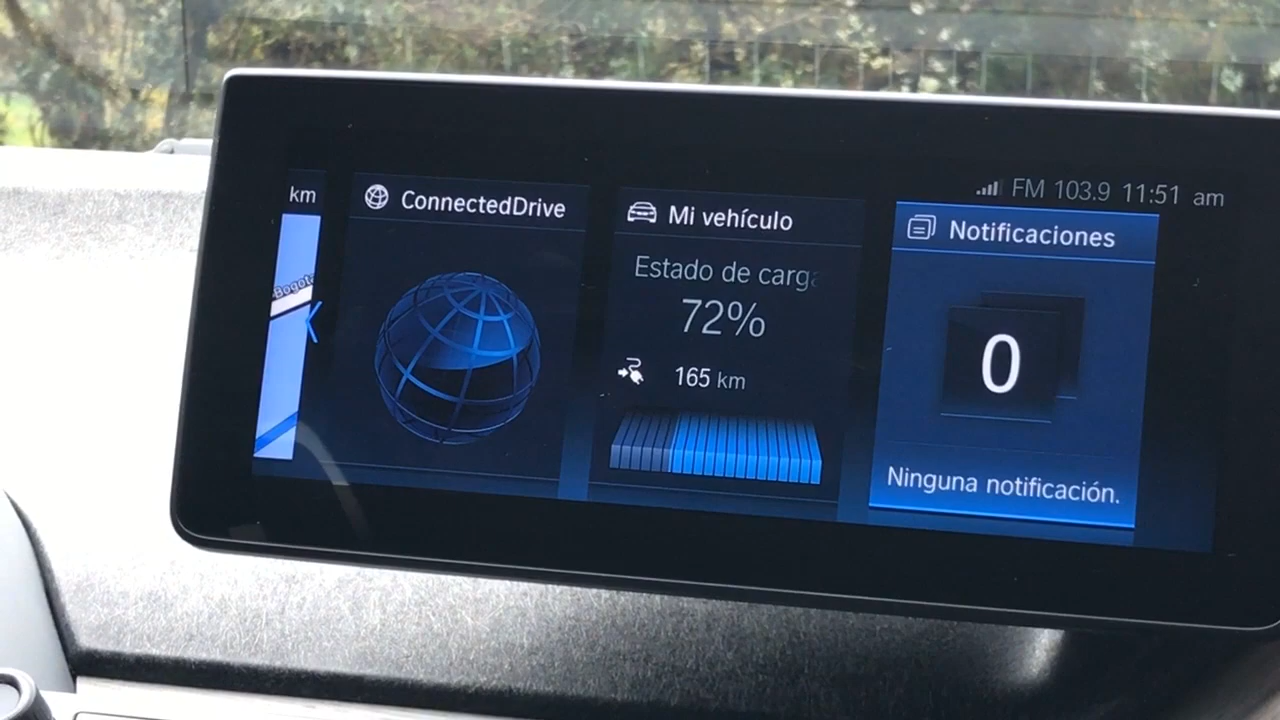 FM 103.9 11:51 am
km
Bogotá
ConnectedDrive
Mi vehículo
Estado de carga
72%
165 km
Notificaciones
0
Ninguna notificación.